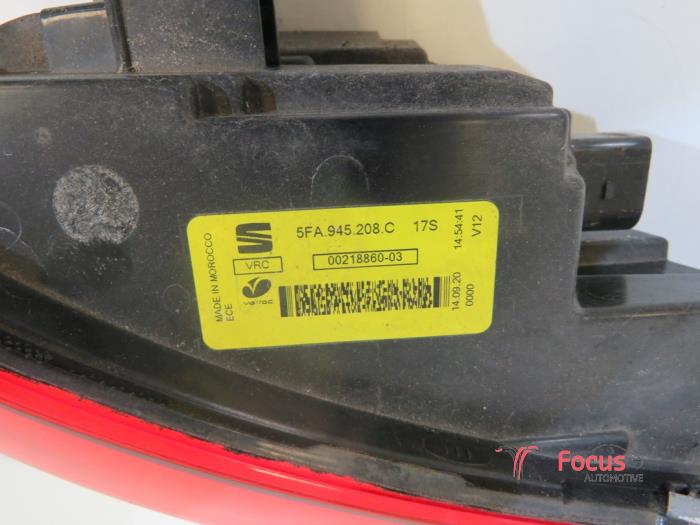 MADE IN MOROCCO
ECE
5FA.945.208.C 17S
VRC
00218860-03
Valeo
14:54:41
V12
14.09.20
0000
Focus
AUTOMOTIVE